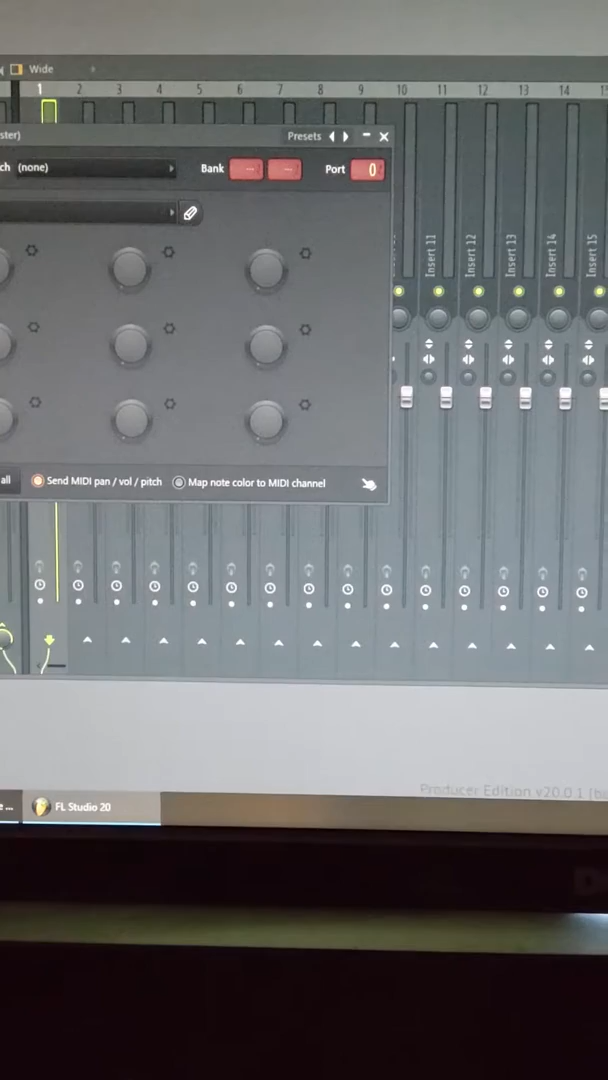 Wide
1 2 3 4 5 6 7 8 9 10 11 12 13 14 15
ster)
Presets
ch (none)
Bank --- --- Port 0
Insert 11
Insert 12
Insert 13
Insert 14
Insert 15
all
Send MIDI pan / vol / pitch
Map note color to MIDI channel
Producer Edition v20.0.1
e ...
FL Studio 20